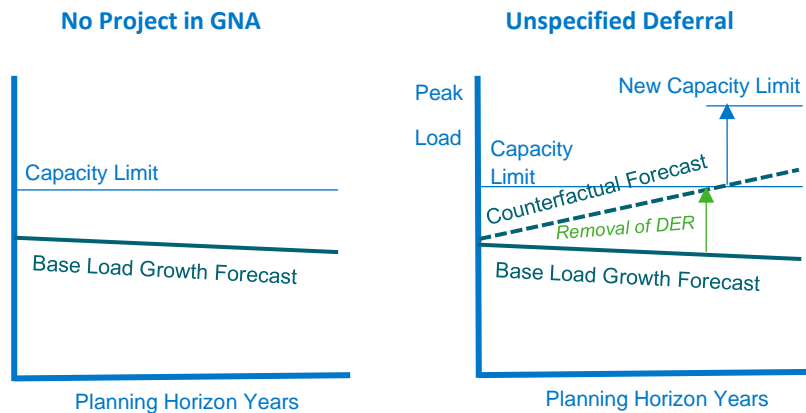 No Project in GNA
Capacity Limit
Base Load Growth Forecast
Planning Horizon Years
Unspecified Deferral
Peak
Load
New Capacity Limit
Capacity
Limit
Counterfactual Forecast
Removal of DER
Base Load Growth Forecast
Planning Horizon Years